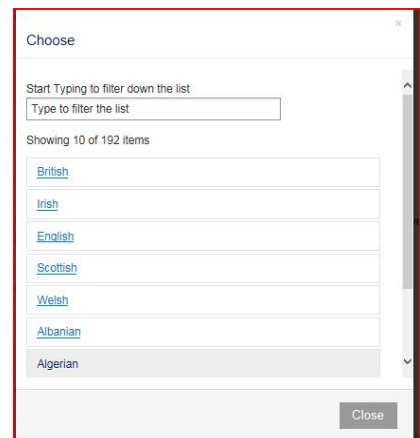 Choose
Start Typing to filter down the list
Type to filter the list
Showing 10 of 192 items
British
Irish
English
Scottish
Welsh
Albanian
Algerian
Close